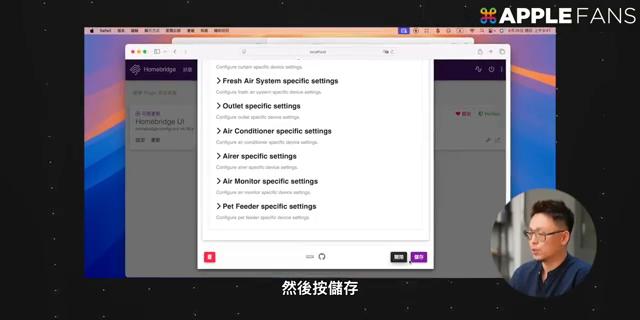 APPLEFANS
Safari
localhost
Homebridge
Configure curtain specific device settings.
Fresh Air System specific settings
Configure fresh air system specific device settings.
Outlet specific settings
Configure outlet specific device settings.
Air Conditioner specific settings
Configure air conditioner specific device settings.
Airer specific settings
Configure airer specific device settings.
Air Monitor specific settings
Configure air monitor specific device settings.
Pet Feeder specific settings
Configure pet feeder specific device settings.
Homebridge UI
關閉
儲存
然後按儲存